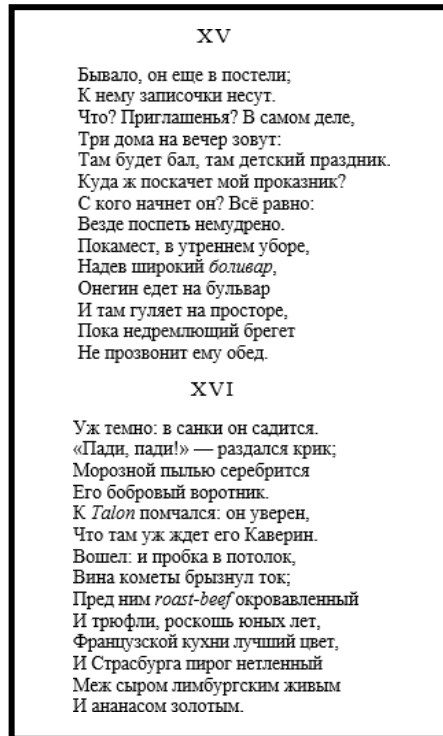 XV
Бывало, он еще в постели;
К нему записочки несут.
Что? Приглашенья? В самом деле,
Три дома на вечер зовут:
Там будет бал, там детский праздник.
Куда ж поскачет мой проказник?
С кого начнет он? Всё равно:
Везде поспеть немудрено.
Покамест, в утреннем уборе,
Надев широкий боливар,
Онегин едет на бульвар
И там гуляет на просторе,
Пока недремлющий брегет
Не прозвонит ему обед.
XVI
Уж темно: в санки он садится.
«Пади, пади!» — раздался крик;
Морозной пылью серебрится
Его бобровый воротник.
К Talon помчался: он уверен,
Что там уж ждет его Каверин.
Вошел: и пробка в потолок,
Вина кометы брызнул ток;
Пред ним roast-beef окровавленный
И трюфли, роскошь юных лет,
Французской кухни лучший цвет,
И Страсбурга пирог нетленный
Меж сыром лимбургским живым
И ананасом золотым.